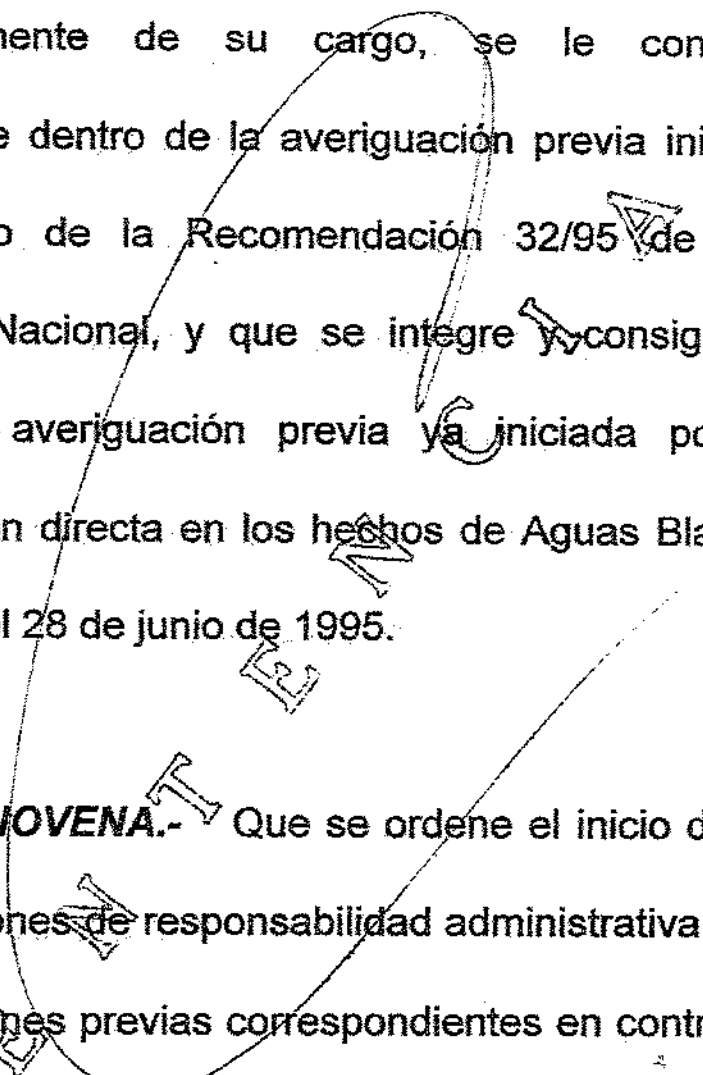 mente de su cargo, se le con
e dentro de la averiguación previa ini
o de la Recomendación 32/95 de
Nacional, y que se integre y consig
averiguación previa ya iniciada po
n directa en los hechos de Aguas Bla
l 28 de junio de 1995.
NOVENA.- Que se ordene el inicio d
ones de responsabilidad administrativa
nes previas correspondientes en contr
E N T E N C I A